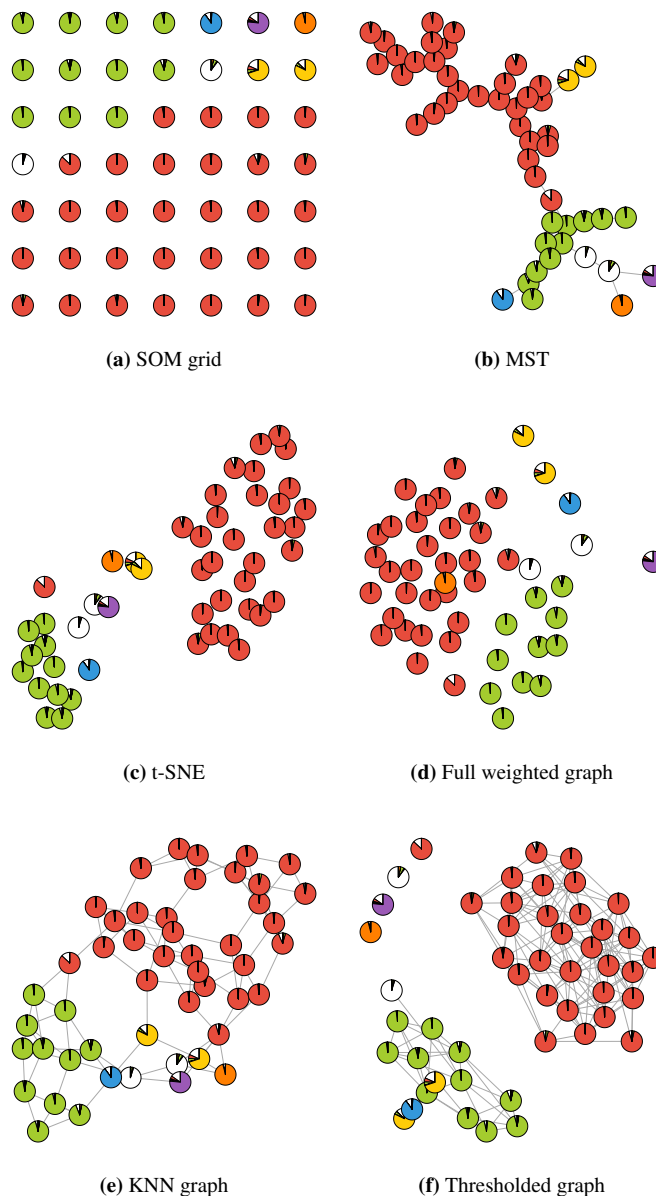 (a) SOM grid
(b) MST
(c) t-SNE
(d) Full weighted graph
(e) KNN graph
(f) Thresholded graph